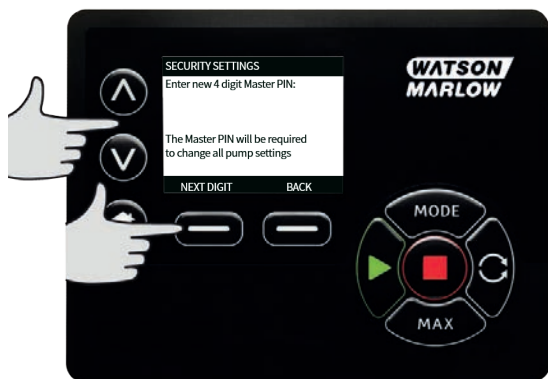 SECURITY SETTINGS
Enter new 4 digit Master PIN:
The Master PIN will be required
to change all pump settings
NEXT DIGIT BACK
WATSON
MARLOW
MODE
MAX